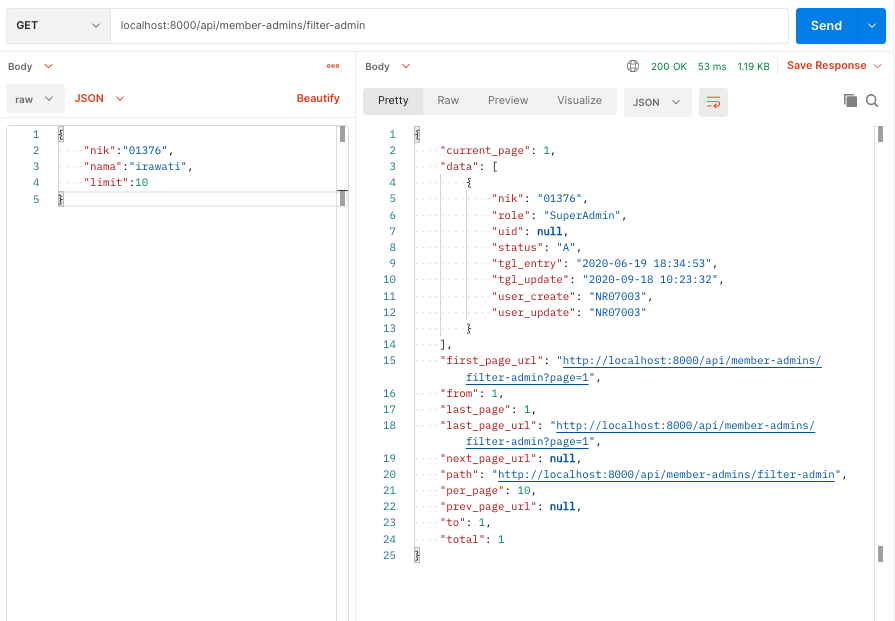 GET localhost:8000/api/member-admins/filter-admin Send
Body
raw JSON Beautify
1 {
2 "nik":"01376",
3 "nama":"irawati",
4 "limit":10
5 }
Body 200 OK 53 ms 1.19 KB Save Response
Pretty Raw Preview Visualize JSON
1 {
2 "current_page": 1,
3 "data": [
4 {
5 "nik": "01376",
6 "role": "SuperAdmin",
7 "uid": null,
8 "status": "A",
9 "tgl_entry": "2020-06-19 18:34:53",
10 "tgl_update": "2020-09-18 10:23:32",
11 "user_create": "NR07003",
12 "user_update": "NR07003"
13 }
14 ],
15 "first_page_url": "http://localhost:8000/api/member-admins/
filter-admin?page=1",
16 "from": 1,
17 "last_page": 1,
18 "last_page_url": "http://localhost:8000/api/member-admins/
filter-admin?page=1",
19 "next_page_url": null,
20 "path": "http://localhost:8000/api/member-admins/filter-admin",
21 "per_page": 10,
22 "prev_page_url": null,
23 "to": 1,
24 "total": 1
25 }